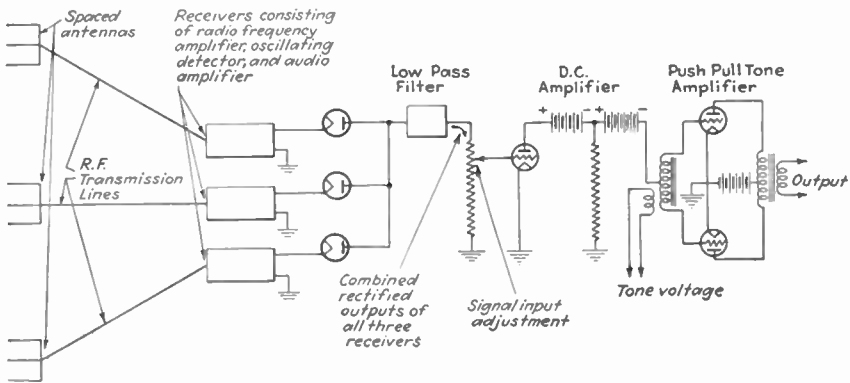 Spaced
antennas
Receivers consisting
of radio frequency
amplifier, oscillating
detector, and audio
amplifier
Low Pass
Filter
D.C.
Amplifier
Push Pull Tone
Amplifier
+ - + -
R.F.
Transmission
Lines
Output
Combined
rectified
outputs of
all three
receivers
Signal input
adjustment
Tone voltage